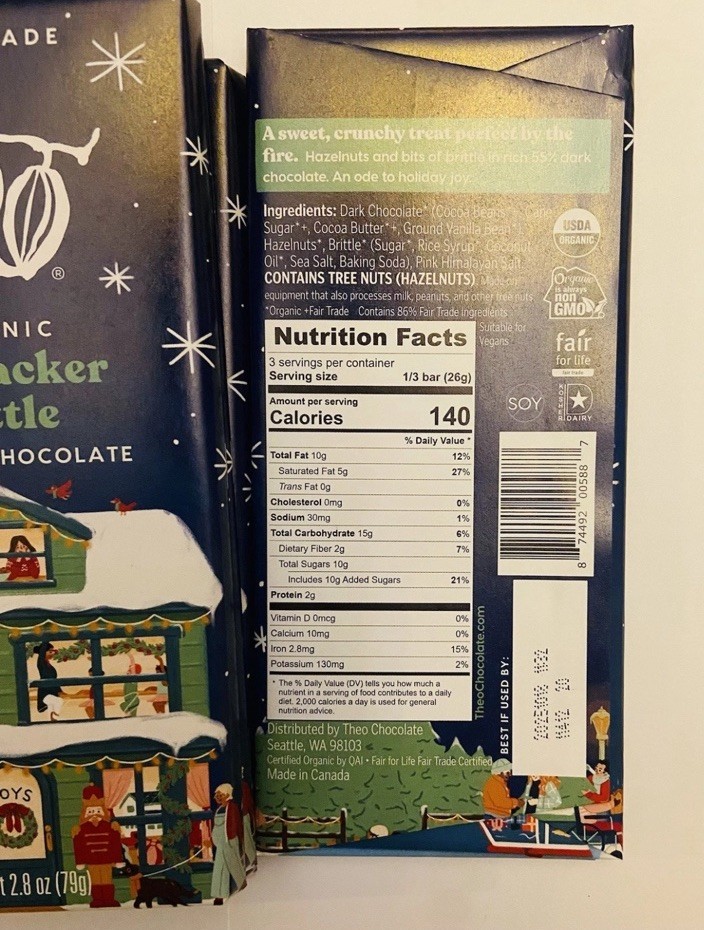 ADE
®
NIC
acker
ttle
HOCOLATE
OYS
t 2.8 oz (79g)
A sweet, crunchy treat perfect by the
fire. Hazelnuts and bits of brittle in rich 55% dark
chocolate. An ode to holiday joy.
Ingredients: Dark Chocolate* (Cocoa Beans*+, Cane
Sugar*+, Cocoa Butter*+, Ground Vanilla Bean*+),
Hazelnuts*, Brittle* (Sugar*, Rice Syrup*, Coconut
Oil*, Sea Salt, Baking Soda), Pink Himalayan Salt.
CONTAINS TREE NUTS (HAZELNUTS). Made on
equipment that also processes milk, peanuts, and other tree nuts.
*Organic +Fair Trade Contains 86% Fair Trade Ingredients
Suitable for
Vegans
USDA
ORGANIC
Organic
is always
non
GMO
fair
for life
fair trade
SOY
KOSHER
DAIRY
Nutrition Facts
3 servings per container
Serving size 1/3 bar (26g)
Amount per serving
Calories 140
% Daily Value *
Total Fat 10g 12%
Saturated Fat 5g 27%
Trans Fat 0g
Cholesterol 0mg 0%
Sodium 30mg 1%
Total Carbohydrate 15g 6%
Dietary Fiber 2g 7%
Total Sugars 10g
Includes 10g Added Sugars 21%
Protein 2g
Vitamin D 0mcg 0%
Calcium 10mg 0%
Iron 2.8mg 15%
Potassium 130mg 2%
* The % Daily Value (DV) tells you how much a
nutrient in a serving of food contributes to a daily
diet. 2,000 calories a day is used for general
nutrition advice.
8 74492 00588 7
TheoChocolate.com
BEST IF USED BY:
Distributed by Theo Chocolate
Seattle, WA 98103
Certified Organic by QAI • Fair for Life Fair Trade Certified
Made in Canada